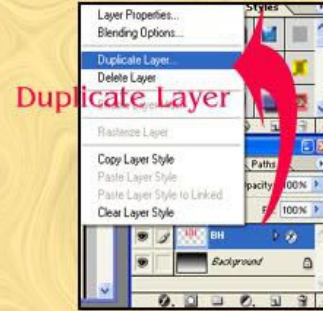 Styles
Layer Properties...
Blending Options...
Duplicate Layer...
Delete Layer
Duplicate Layer
Rasterize Layer
Paths
Copy Layer Style
Paste Layer Style
100%
Paste Layer Style to Linked
Clear Layer Style
100%
BH
Background